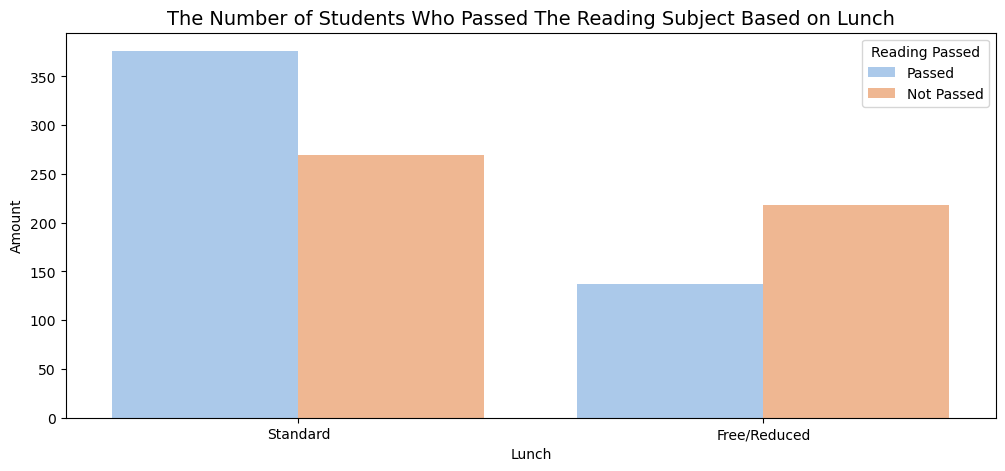 The Number of Students Who Passed The Reading Subject Based on Lunch
Reading Passed
Passed
Not Passed
Amount
350
300
250
200
150
100
50
0
Standard
Free/Reduced
Lunch